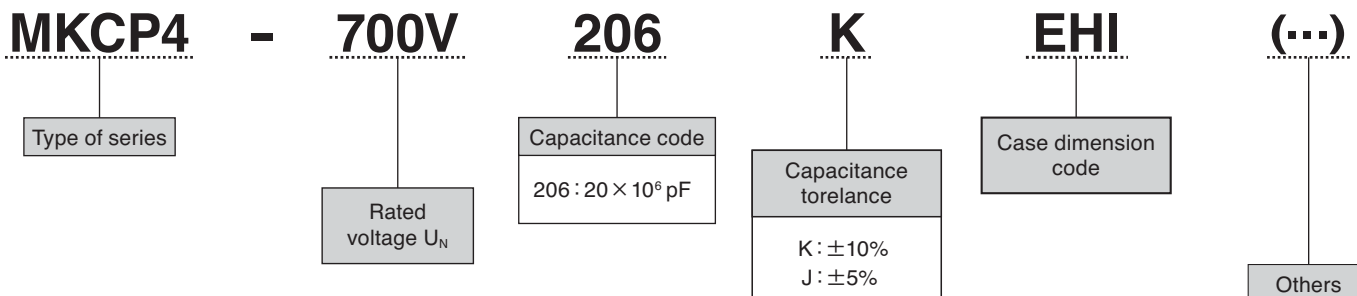 MKCP4 - 700V 206 K EHI (···)
Type of series
Rated
voltage UN
Capacitance code
206 : 20 × 10⁶ pF
Capacitance
torelance
K : ±10%
J : ±5%
Case dimension
code
Others